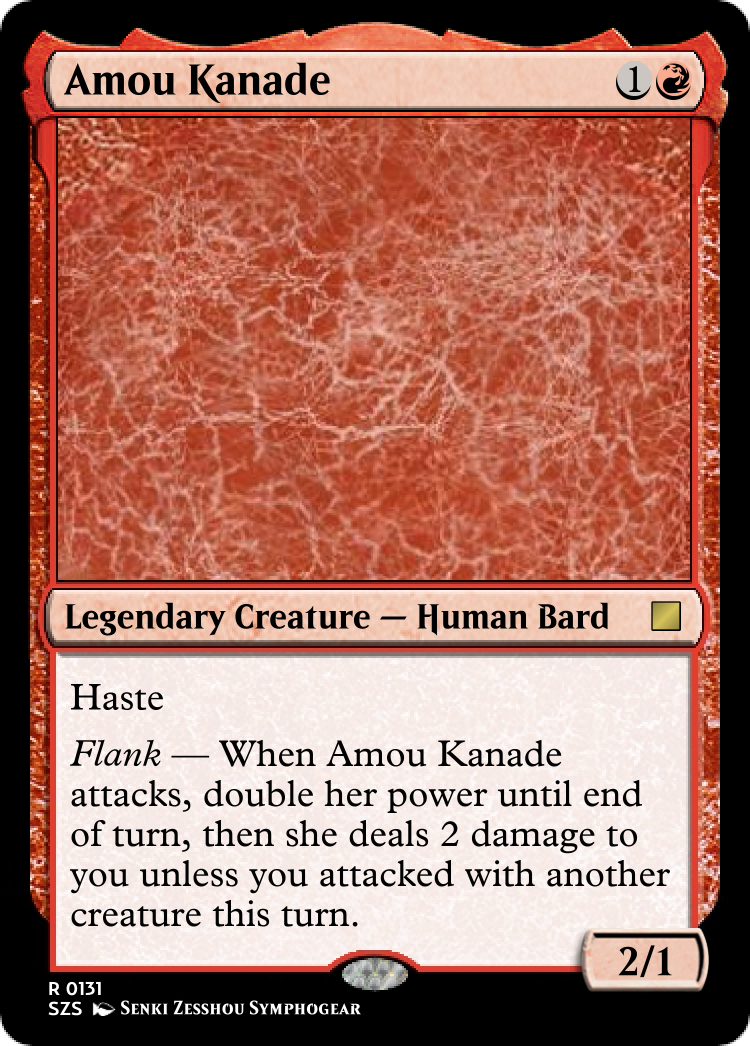 Amou Kanade 1
Legendary Creature — Human Bard
Haste
Flank — When Amou Kanade
attacks, double her power until end
of turn, then she deals 2 damage to
you unless you attacked with another
creature this turn.
2/1
R 0131
SZS Senki Zesshou Symphogear